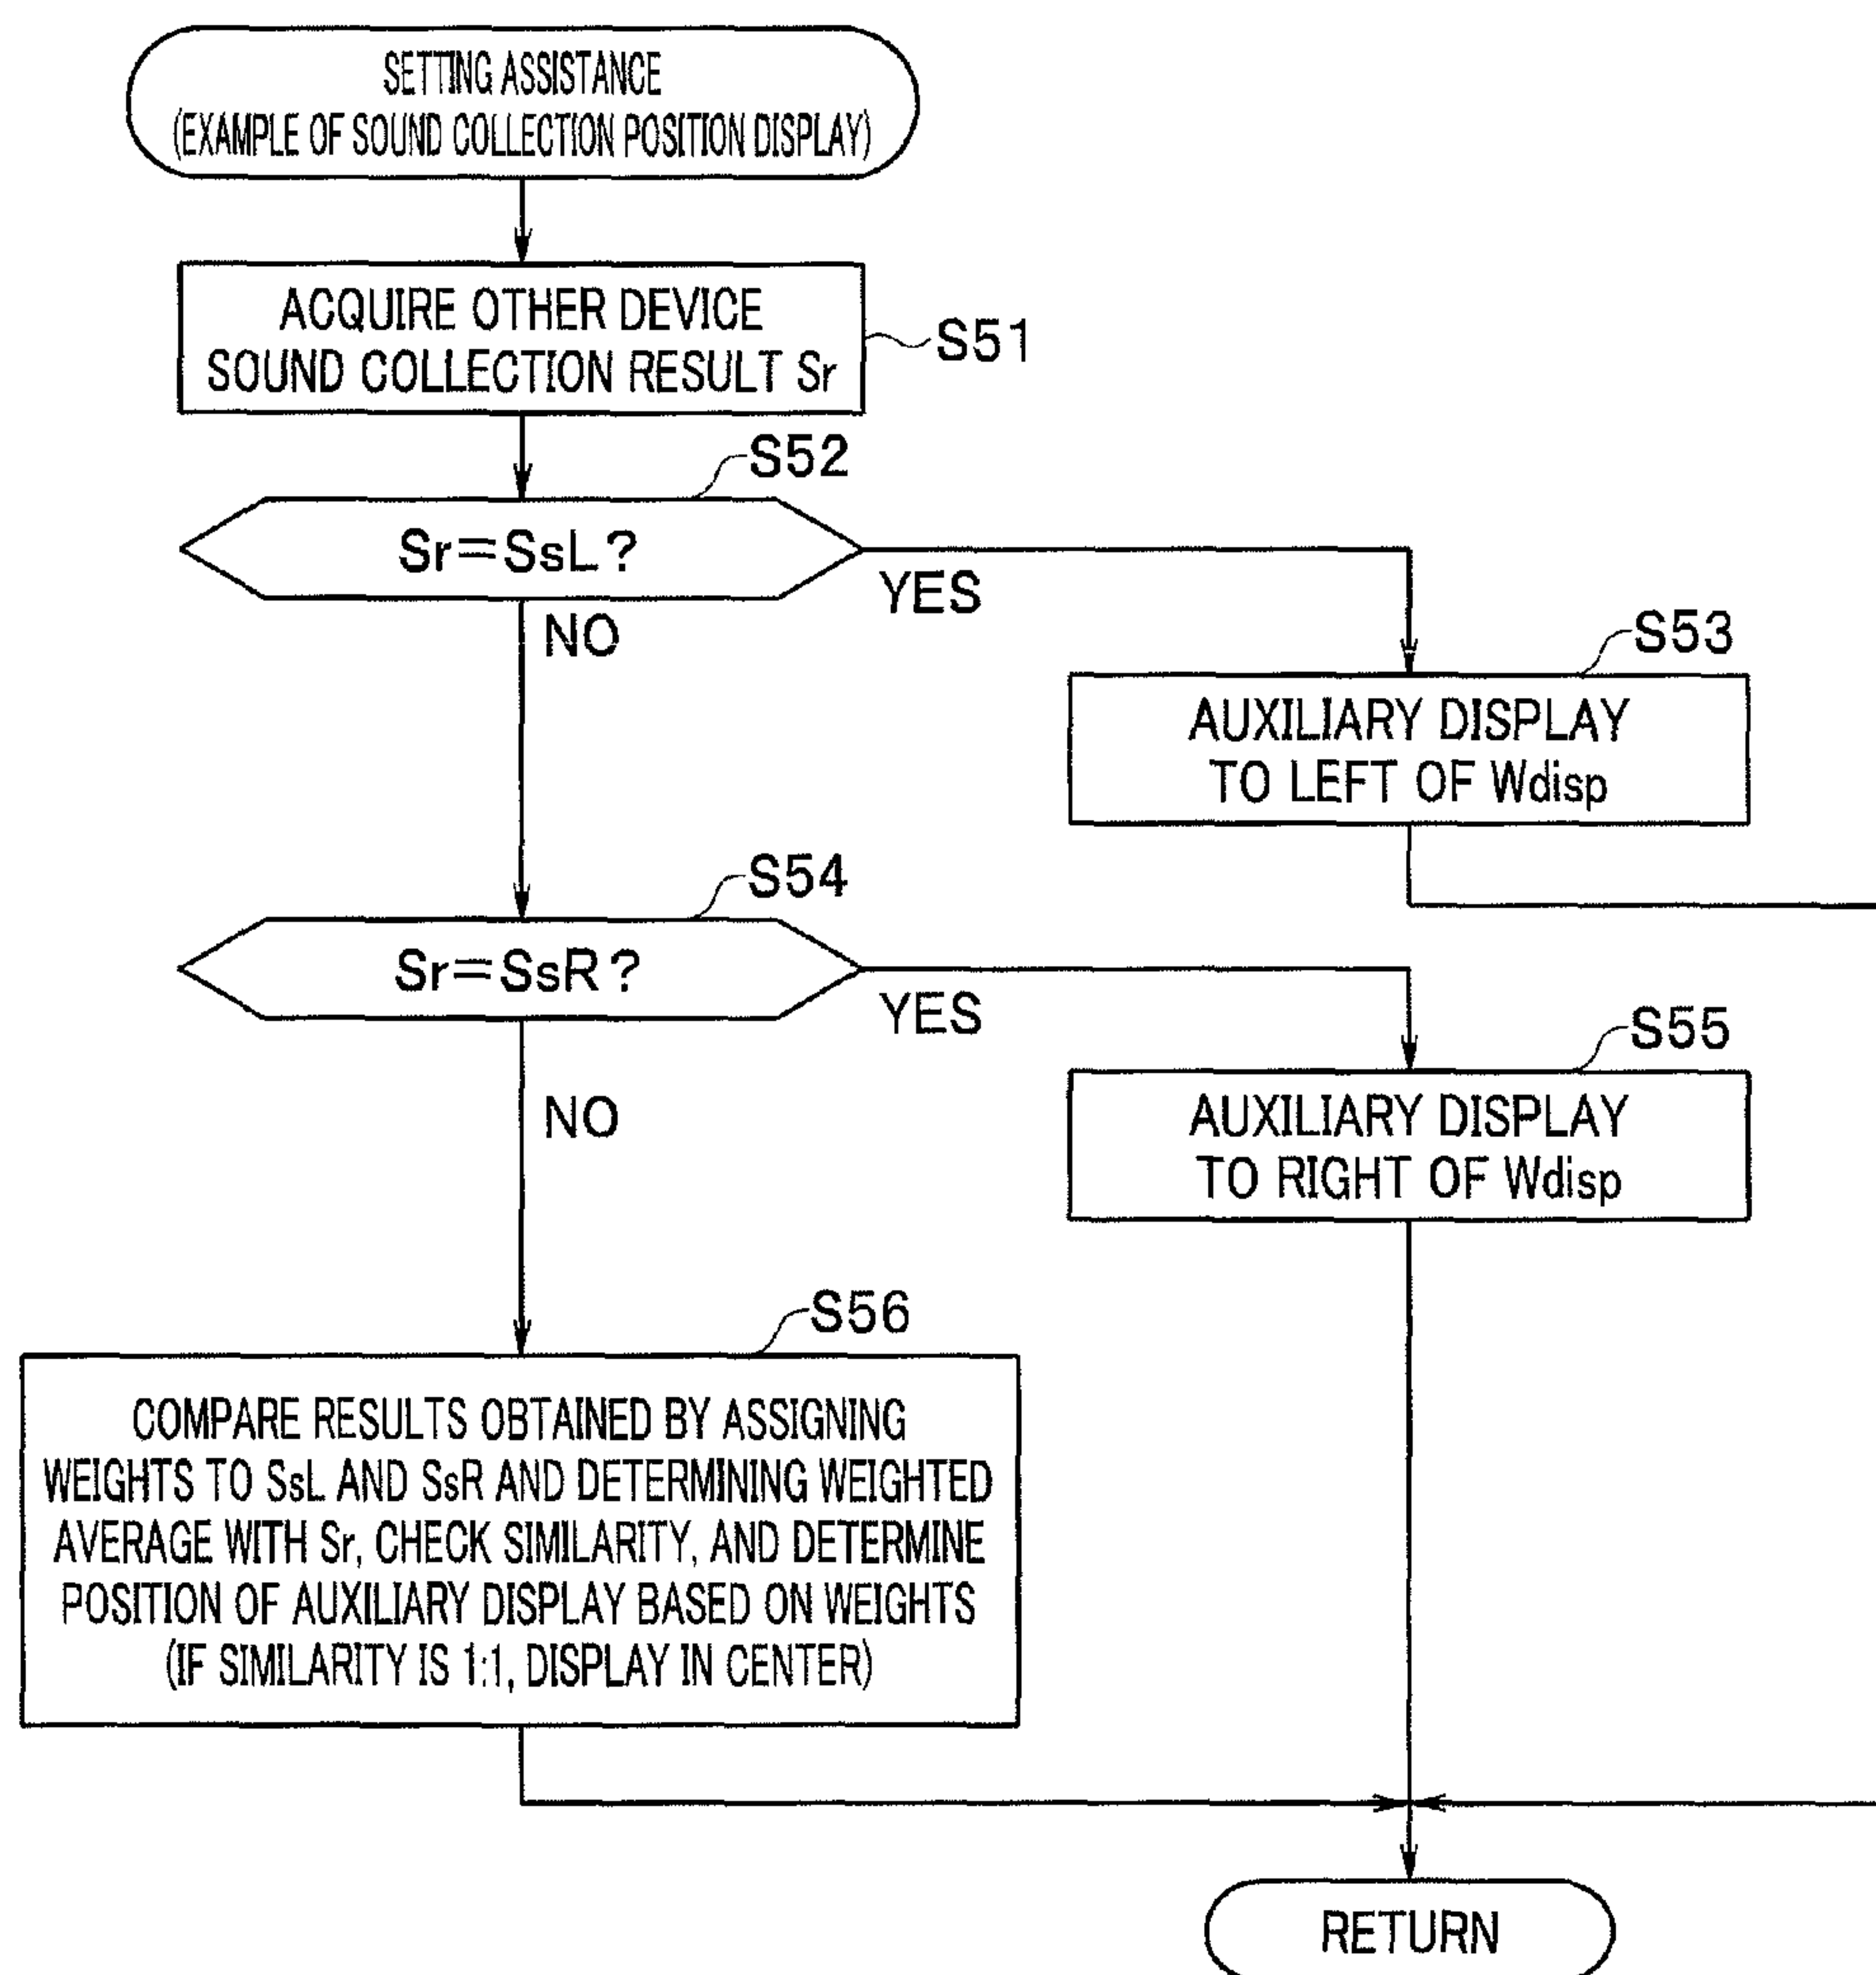 SETTING ASSISTANCE
(EXAMPLE OF SOUND COLLECTION POSITION DISPLAY)
ACQUIRE OTHER DEVICE
SOUND COLLECTION RESULT Sr
S51
S52
Sr=SsL?
YES
NO
S53
AUXILIARY DISPLAY
TO LEFT OF Wdisp
S54
Sr=SsR?
YES
NO
S55
AUXILIARY DISPLAY
TO RIGHT OF Wdisp
S56
COMPARE RESULTS OBTAINED BY ASSIGNING
WEIGHTS TO SsL AND SsR AND DETERMINING WEIGHTED
AVERAGE WITH Sr, CHECK SIMILARITY, AND DETERMINE
POSITION OF AUXILIARY DISPLAY BASED ON WEIGHTS
(IF SIMILARITY IS 1:1, DISPLAY IN CENTER)
RETURN